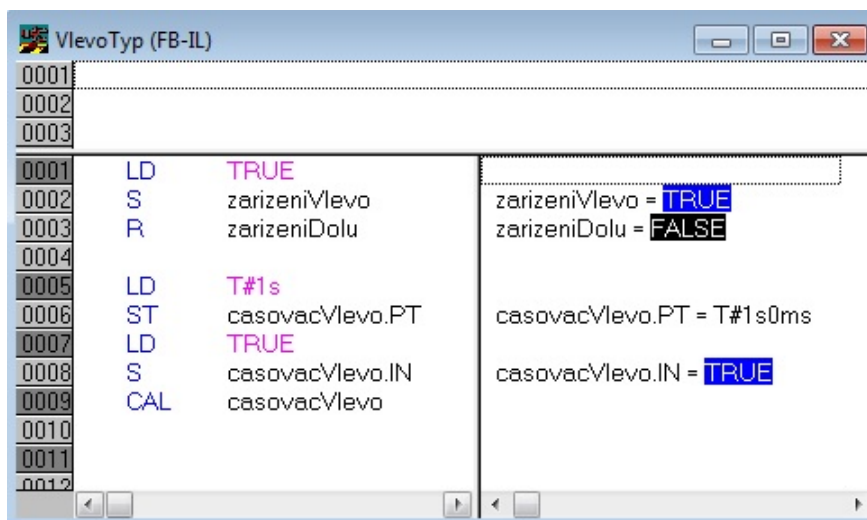 VlevoTyp (FB-IL)
0001
0002
0003
0001 LD TRUE
0002 S zarizeniVlevo zarizeniVlevo = TRUE
0003 R zarizeniDolu zarizeniDolu = FALSE
0004
0005 LD T#1s
0006 ST casovacVlevo.PT casovacVlevo.PT = T#1s0ms
0007 LD TRUE
0008 S casovacVlevo.IN casovacVlevo.IN = TRUE
0009 CAL casovacVlevo
0010
0011
0012